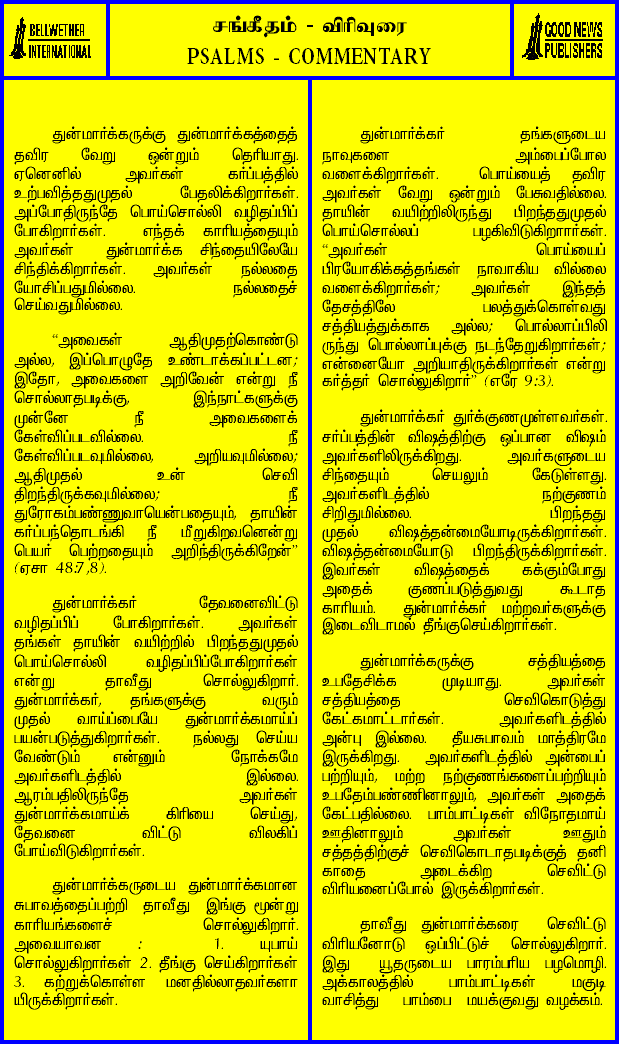 BELLWETHER
INTERNATIONAL
சங்கீதம் - விரிவுரை
PSALMS - COMMENTARY
GOOD NEWS
PUBLISHERS
துன்மார்க்கருக்கு துன்மார்க்கத்தைத்
தவிர வேறு ஒன்றும் தெரியாது.
ஏனெனில் அவர்கள் கர்ப்பத்தில்
உற்பவித்ததுமுதல் பேதலிக்கிறார்கள்.
அப்போதிருந்தே பொய்சொல்லி வழிதப்பிப்
போகிறார்கள். எந்தக் காரியத்தையும்
அவர்கள் துன்மார்க்க சிந்தையிலேயே
சிந்திக்கிறார்கள். அவர்கள் நல்லதை
யோசிப்பதுமில்லை. நல்லதைச்
செய்வதுமில்லை.
“அவைகள் ஆதிமுதற்கொண்டு
அல்ல, இப்பொழுதே உண்டாக்கப்பட்டன;
இதோ, அவைகளை அறிவேன் என்று நீ
சொல்லாதபடிக்கு, இந்நாட்களுக்கு
முன்னே நீ அவைகளைக்
கேள்விப்படவில்லை. நீ
கேள்விப்படவுமில்லை, அறியவுமில்லை;
ஆதிமுதல் உன் செவி
திறந்திருக்கவுமில்லை; நீ
துரோகம்பண்ணுவாயென்பதையும், தாயின்
கர்ப்பந்தொடங்கி நீ மீறுகிறவனென்று
பெயர் பெற்றதையும் அறிந்திருக்கிறேன்”
(ஏசா 48:7,8).
துன்மார்க்கர் தேவனைவிட்டு
வழிதப்பிப் போகிறார்கள். அவர்கள்
தங்கள் தாயின் வயிற்றில் பிறந்ததுமுதல்
பொய்சொல்லி வழிதப்பிப்போகிறார்கள்
என்று தாவீது சொல்லுகிறார்.
துன்மார்க்கர், தங்களுக்கு வரும்
முதல் வாய்ப்பையே துன்மார்க்கமாய்ப்
பயன்படுத்துகிறார்கள். நல்லது செய்ய
வேண்டும் என்னும் நோக்கமே
அவர்களிடத்தில் இல்லை.
ஆரம்பதிலிருந்தே அவர்கள்
துன்மார்க்கமாய்க் கிரியை செய்து,
தேவனை விட்டு விலகிப்
போய்விடுகிறார்கள்.
துன்மார்க்கருடைய துன்மார்க்கமான
சுபாவத்தைப்பற்றி தாவீது இங்கு மூன்று
காரியங்களைச் சொல்லுகிறார்.
அவையாவன : 1. யுபாய்
சொல்லுகிறார்கள் 2. தீங்கு செய்கிறார்கள்
3. கற்றுக்கொள்ள மனதில்லாதவர்களா
யிருக்கிறார்கள்.
துன்மார்க்கர் தங்களுடைய
நாவுகளை அம்பைப்போல
வளைக்கிறார்கள். பொய்யைத் தவிர
அவர்கள் வேறு ஒன்றும் பேசுவதில்லை.
தாயின் வயிற்றிலிருந்து பிறந்ததுமுதல்
பொய்சொல்லப் பழகிவிடுகிறாார்கள்.
“அவர்கள் பொய்யைப்
பிரயோகிக்கத்தங்கள் நாவாகிய வில்லை
வளைக்கிறார்கள்; அவர்கள் இந்தத்
தேசத்திலே பலத்துக்கொள்வது
சத்தியத்துக்காக அல்ல; பொல்லாப்பிலி
ருந்து பொல்லாப்புக்கு நடந்தேறுகிறார்கள்;
என்னையோ அறியாதிருக்கிறார்கள் என்று
கர்த்தர் சொல்லுகிறார்” (எரே 9:3).
துன்மார்க்கர் துர்க்குணமுள்ளவர்கள்.
சர்ப்பத்தின் விஷத்திற்கு ஒப்பான விஷம்
அவர்களிலிருக்கிறது. அவர்களுடைய
சிந்தையும் செயலும் கேடுள்ளது.
அவர்களிடத்தில் நற்குணம்
சிறிதுமில்லை. பிறந்தது
முதல் விஷத்தன்மையோடிருக்கிறார்கள்.
விஷத்தன்மையோடு பிறந்திருக்கிறார்கள்.
இவர்கள் விஷத்தைக் கக்கும்போது
அதைக் குணப்படுத்துவது கூடாத
காரியம். துன்மார்க்கர் மற்றவர்களுக்கு
இடைவிடாமல் தீங்குசெய்கிறார்கள்.
துன்மார்க்கருக்கு சத்தியத்தை
உபதேசிக்க முடியாது. அவர்கள்
சத்தியத்தை செவிகொடுத்து
கேட்கமாட்டார்கள். அவர்களிடத்தில்
அன்பு இல்லை. தீயசுபாவம் மாத்திரமே
இருக்கிறது. அவர்களிடத்தில் அன்பைப்
பற்றியும், மற்ற நற்குணங்களைப்பற்றியும்
உபதேம்பண்ணினாலும், அவர்கள் அதைக்
கேட்பதில்லை. பாம்பாட்டிகள் விநோதமாய்
ஊதினாலும் அவர்கள் ஊதும்
சத்தத்திற்குச் செவிகொடாதபடிக்குத் தனி
காதை அடைக்கிற செவிட்டு
விரியனைப்போல் இருக்கிறார்கள்.
தாவீது துன்மார்க்கரை செவிட்டு
விரியனோடு ஒப்பிட்டுச் சொல்லுகிறார்.
இது யூதருடைய பாரம்பரிய பழமொழி.
அக்காலத்தில் பாம்பாட்டிகள் மகுடி
வாசித்து பாம்பை மயக்குவது வழக்கம்.